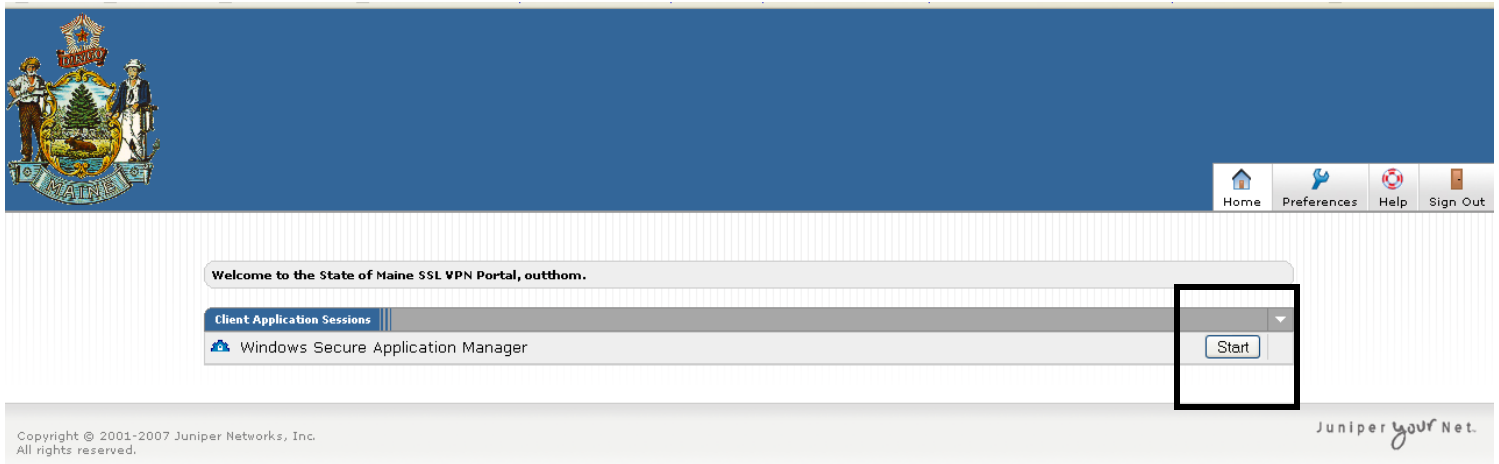 DIRIGO
MAINE
Home Preferences Help Sign Out
Welcome to the State of Maine SSL VPN Portal, outthom.
Client Application Sessions
Windows Secure Application Manager Start
Copyright © 2001-2007 Juniper Networks, Inc.
All rights reserved.
Juniper your Net.